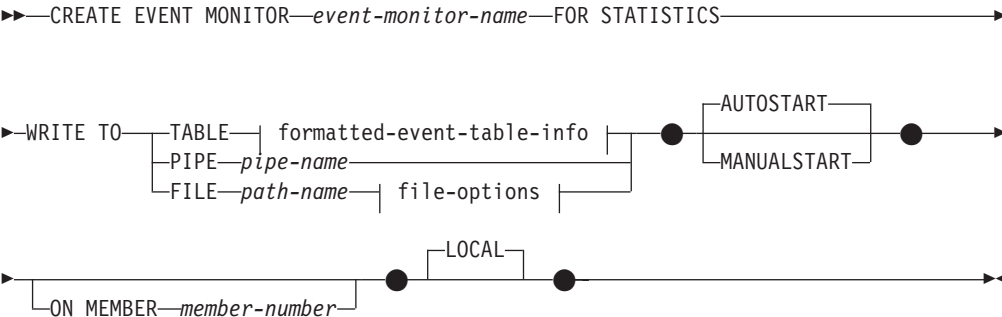 CREATE EVENT MONITOR event-monitor-name FOR STATISTICS
AUTOSTART
WRITE TO TABLE formatted-event-table-info
PIPE pipe-name MANUALSTART
FILE path-name file-options
LOCAL
ON MEMBER member-number